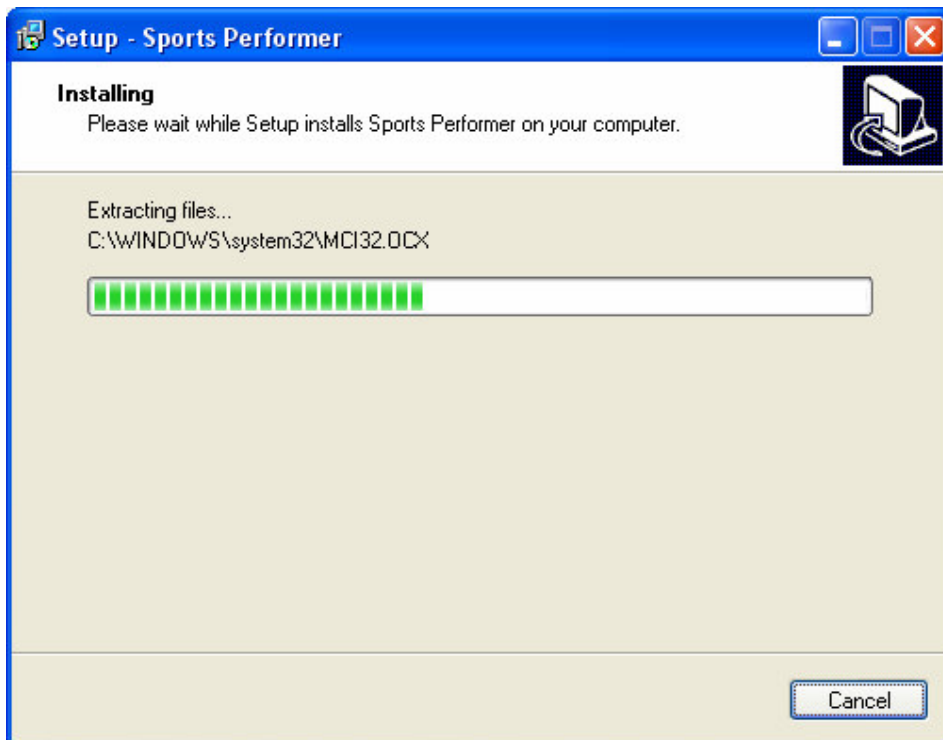 Setup - Sports Performer
Installing
Please wait while Setup installs Sports Performer on your computer.
Extracting files...
C:\WINDOWS\system32\MCI32.OCX
Cancel